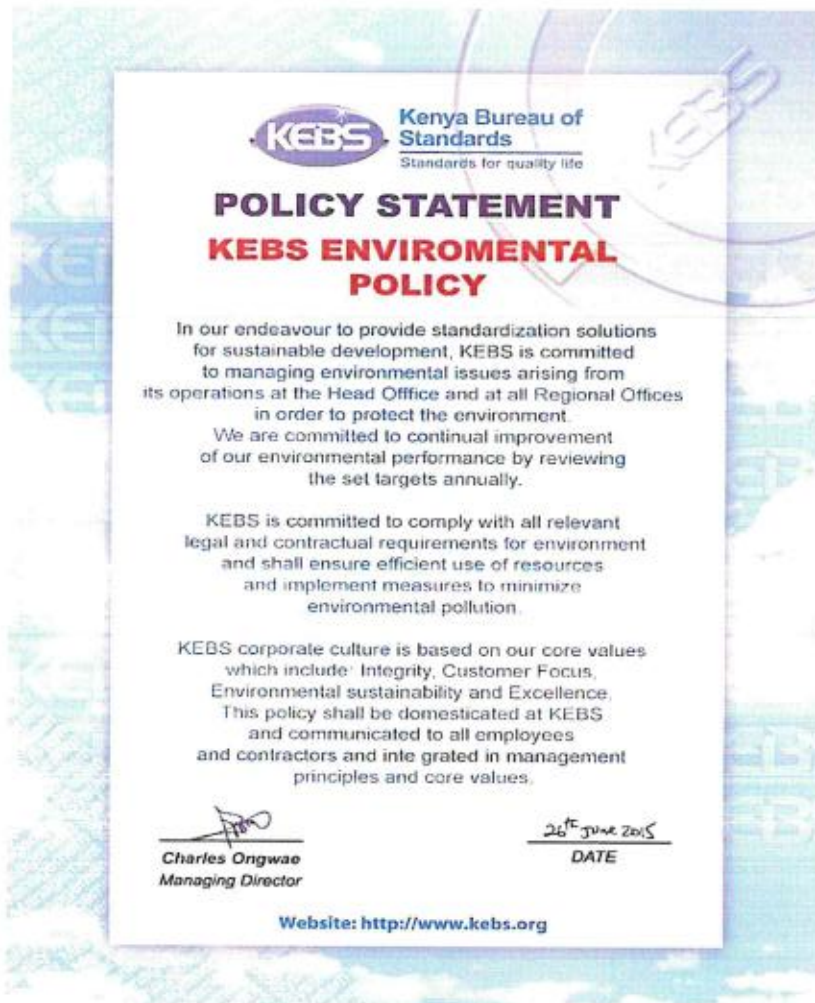 KEBS
Kenya Bureau of
Standards
Standards for quality life
KEBS
POLICY STATEMENT
KEBS ENVIROMENTAL
POLICY
In our endeavour to provide standardization solutions
for sustainable development, KEBS is committed
to managing environmental issues arising from
its operations at the Head Offfice and at all Regional Offices
in order to protect the environment.
We are committed to continual improvement
of our environmental performance by reviewing
the set targets annually.
KEBS is committed to comply with all relevant
legal and contractual requirements for environment
and shall ensure efficient use of resources
and implement measures to minimize
environmental pollution.
KEBS corporate culture is based on our core values
which include: Integrity, Customer Focus,
Environmental sustainability and Excellence.
This policy shall be domesticated at KEBS
and communicated to all employees
and contractors and inte grated in management
principles and core values.
26th June 2015
Charles Ongwae
DATE
Managing Director
Website: http://www.kebs.org